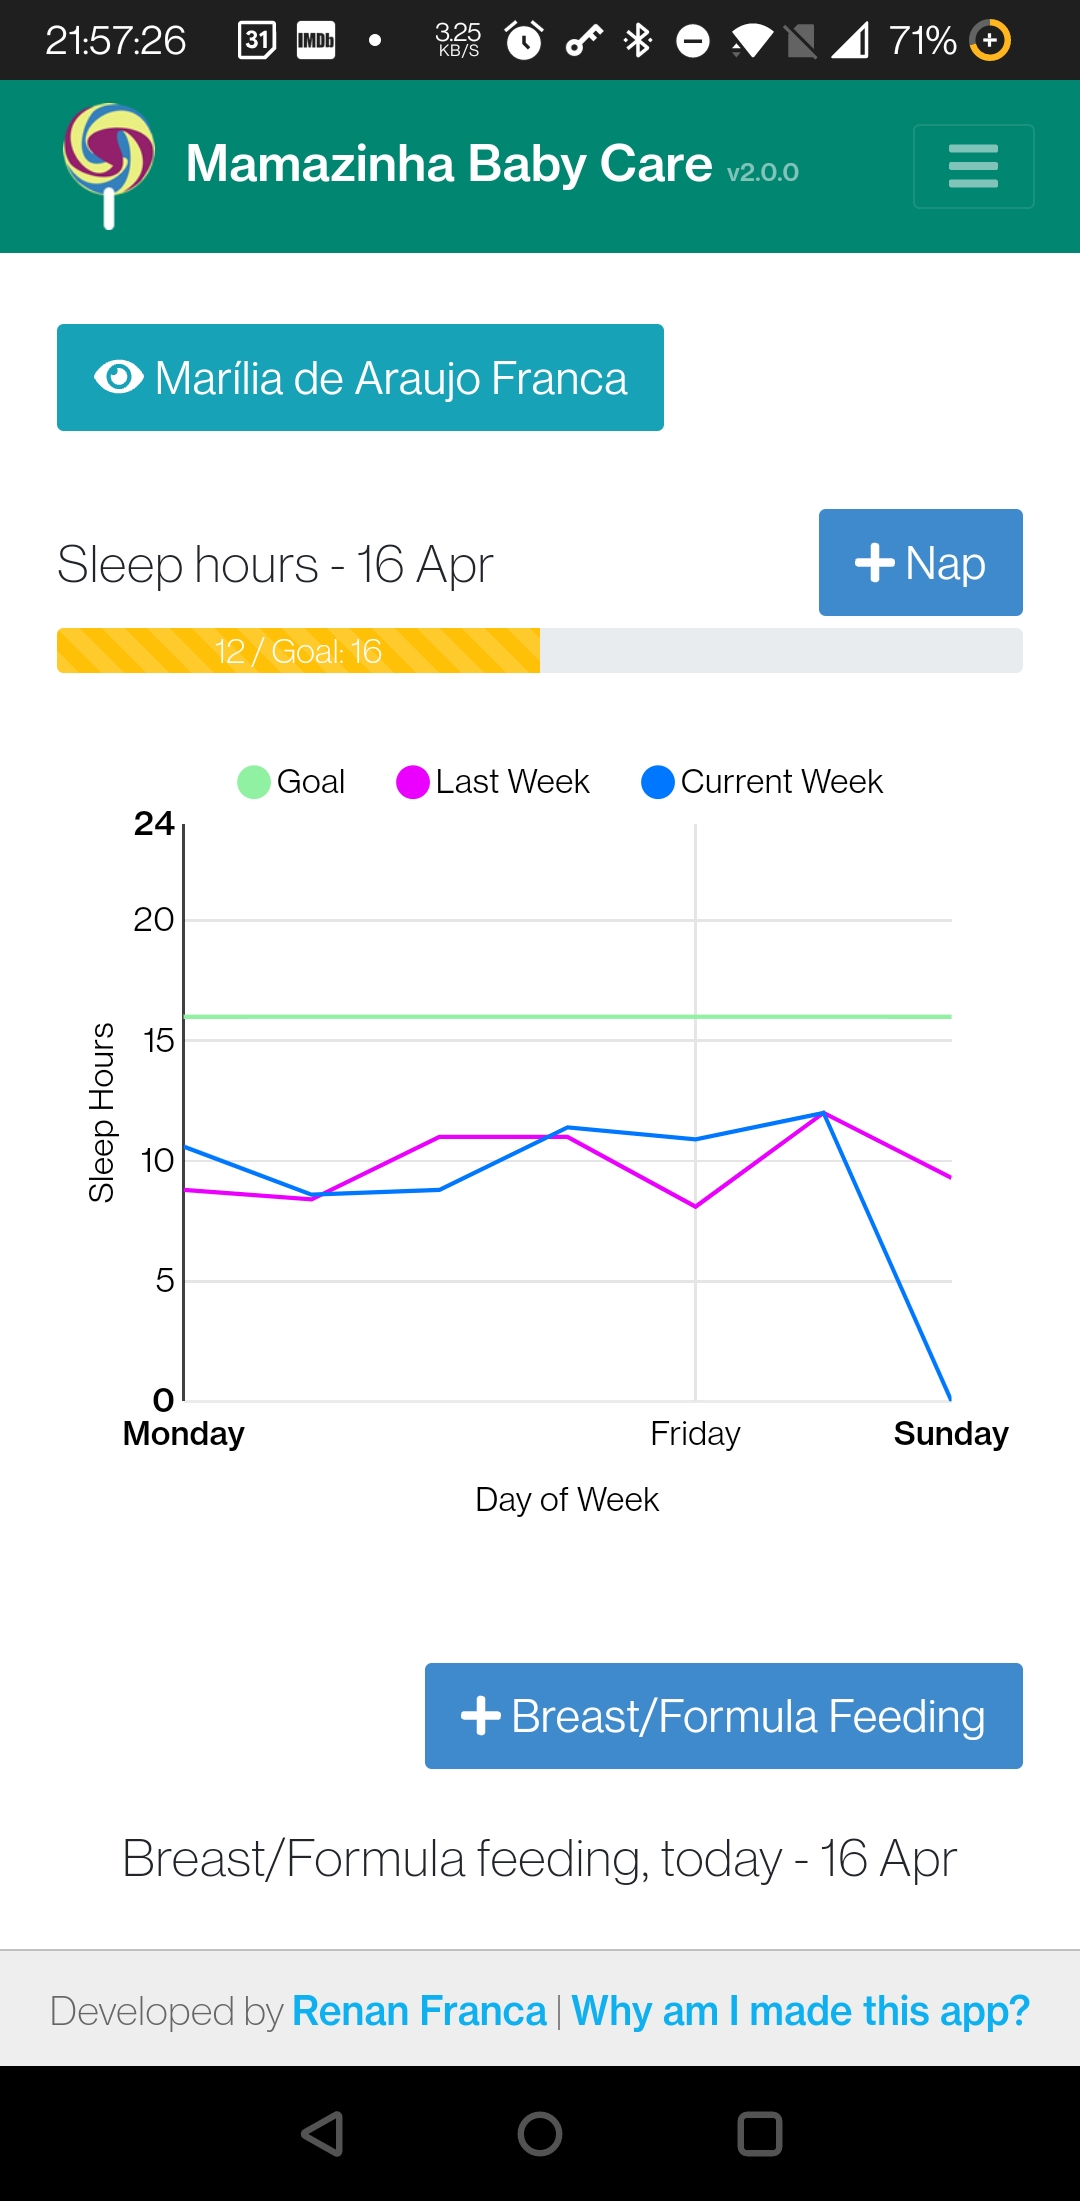 21:57:26 31 IMDb 3.25 KB/S 71%
Mamazinha Baby Care v2.0.0
Marília de Araujo Franca
Sleep hours - 16 Apr
Nap
12 / Goal: 16
Goal Last Week Current Week
24
20
15
10
5
0
Sleep Hours
Monday Friday Sunday
Day of Week
Breast/Formula Feeding
Breast/Formula feeding, today - 16 Apr
Developed by Renan Franca | Why am I made this app?